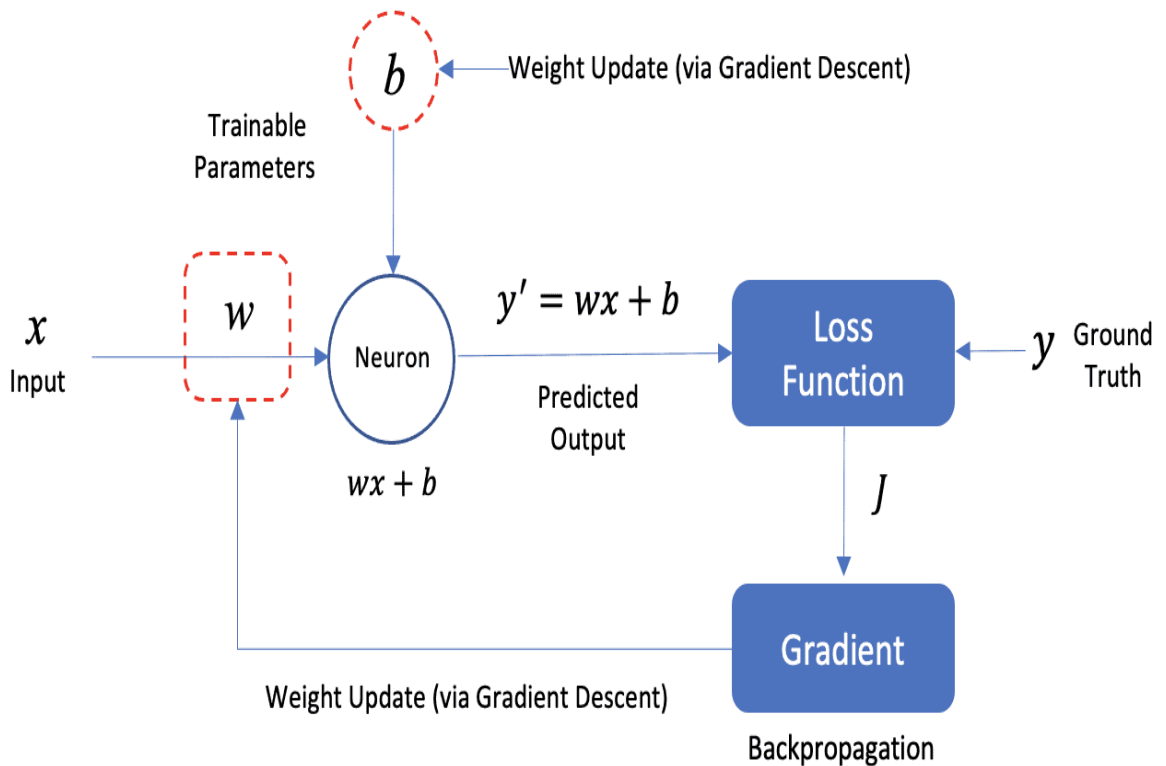 b
Weight Update (via Gradient Descent)
Trainable
Parameters
w
x
Input
Neuron
wx + b
y′ = wx + b
Predicted
Output
Loss
Function
y
Ground
Truth
J
Gradient
Weight Update (via Gradient Descent)
Backpropagation